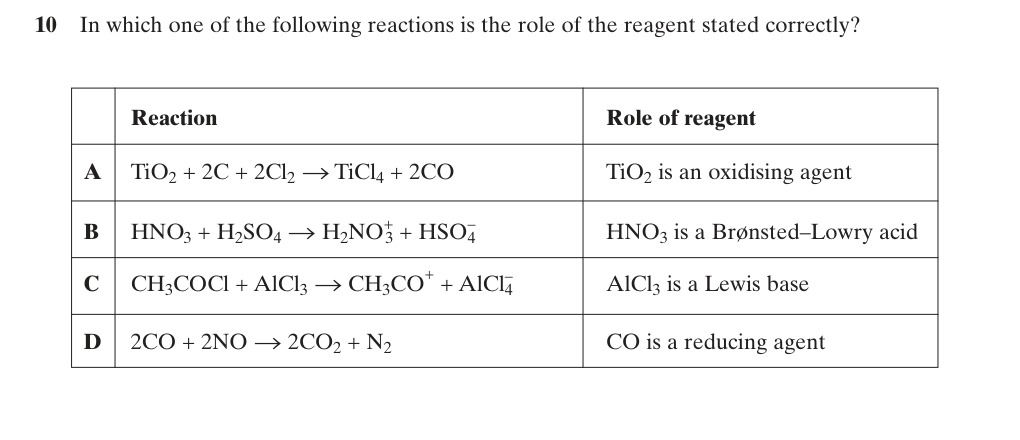 10 In which one of the following reactions is the role of the reagent stated correctly?
Reaction Role of reagent
A TiO₂ + 2C + 2Cl₂ → TiCl₄ + 2CO TiO₂ is an oxidising agent
B HNO₃ + H₂SO₄ → H₂NO₃⁺ + HSO₄⁻ HNO₃ is a Brønsted–Lowry acid
C CH₃COCl + AlCl₃ → CH₃CO⁺ + AlCl₄⁻ AlCl₃ is a Lewis base
D 2CO + 2NO → 2CO₂ + N₂ CO is a reducing agent